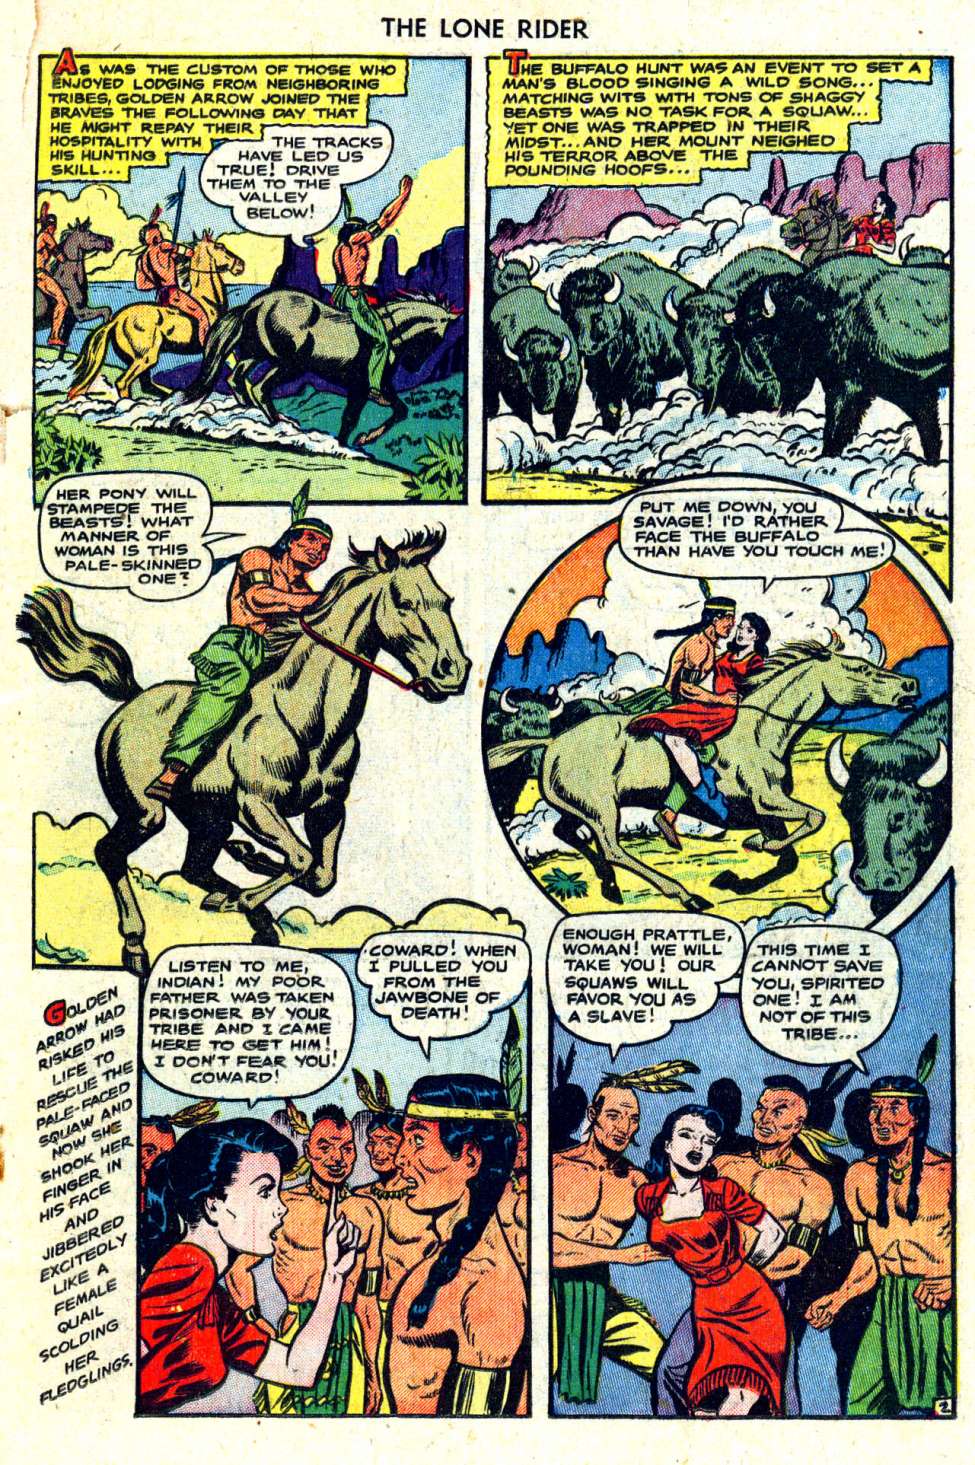 THE LONE RIDER
AS WAS THE CUSTOM OF THOSE WHO
ENJOYED LODGING FROM NEIGHBORING
TRIBES, GOLDEN ARROW JOINED THE
BRAVES THE FOLLOWING DAY THAT
HE MIGHT REPAY THEIR
HOSPITALITY WITH
HIS HUNTING
SKILL...
THE TRACKS
HAVE LED US
TRUE! DRIVE
THEM TO THE
VALLEY
BELOW!
THE BUFFALO HUNT WAS AN EVENT TO SET A
MAN'S BLOOD SINGING A WILD SONG...
MATCHING WITS WITH TONS OF SHAGGY
BEASTS WAS NO TASK FOR A SQUAW...
YET ONE WAS TRAPPED IN THEIR
MIDST... AND HER MOUNT NEIGHED
HIS TERROR ABOVE THE
POUNDING HOOFS...
HER PONY WILL
STAMPEDE THE
BEASTS! WHAT
MANNER OF
WOMAN IS THIS
PALE-SKINNED
ONE?
PUT ME DOWN, YOU
SAVAGE! I'D RATHER
FACE THE BUFFALO
THAN HAVE YOU TOUCH ME!
GOLDEN
ARROW HAD
RISKED HIS
LIFE TO
RESCUE THE
PALE-FACED
SQUAW AND
NOW SHE
SHOOK HER
FINGER IN
HIS FACE
AND
JIBBERED
EXCITEDLY
LIKE A
FEMALE
QUAIL
SCOLDING
HER
FLEDGLINGS.
LISTEN TO ME,
INDIAN! MY POOR
FATHER WAS TAKEN
PRISONER BY YOUR
TRIBE AND I CAME
HERE TO GET HIM!
I DON'T FEAR YOU!
COWARD!
COWARD! WHEN
I PULLED YOU
FROM THE
JAWBONE OF
DEATH!
ENOUGH PRATTLE,
WOMAN! WE WILL
TAKE YOU! OUR
SQUAWS WILL
FAVOR YOU AS
A SLAVE!
THIS TIME I
CANNOT SAVE
YOU, SPIRITED
ONE! I AM
NOT OF THIS
TRIBE...
2